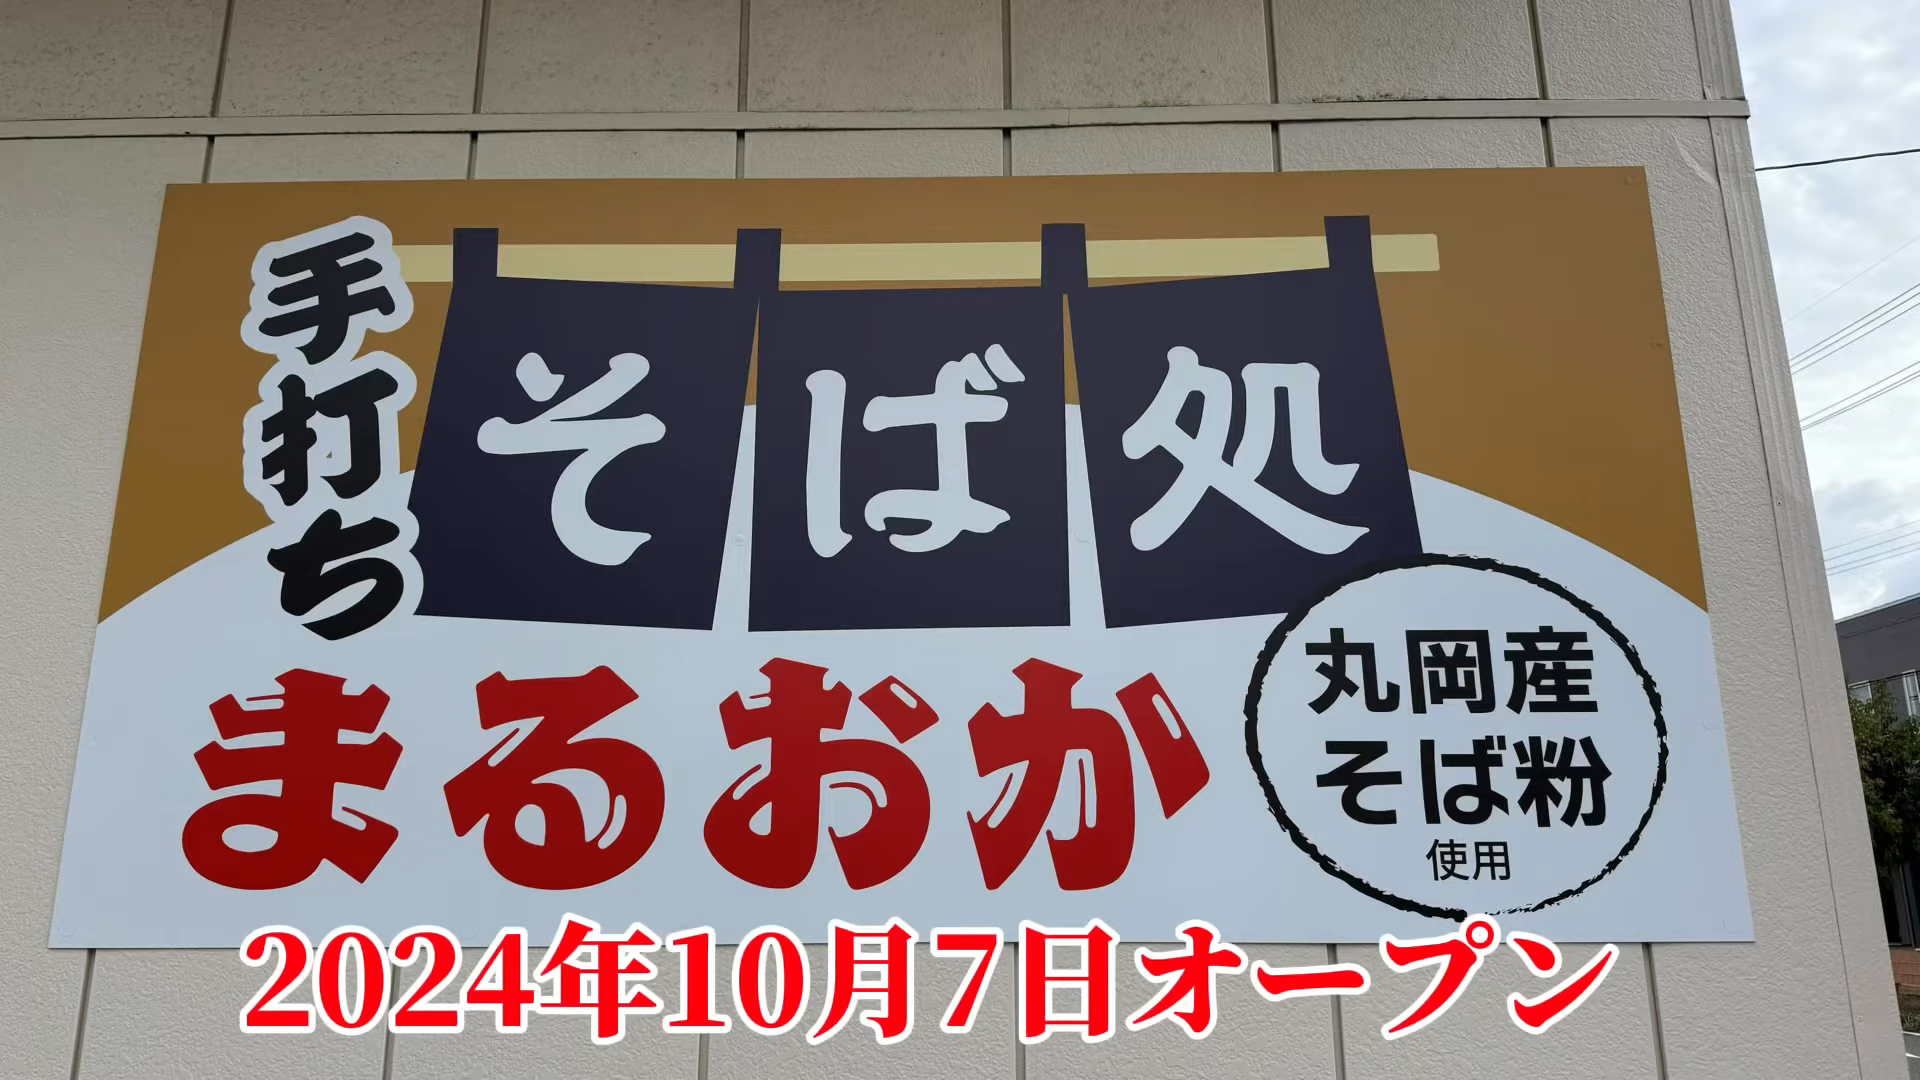 手打ち
そば処
まるおか
丸岡産
そば粉
使用
2024年10月7日オープン